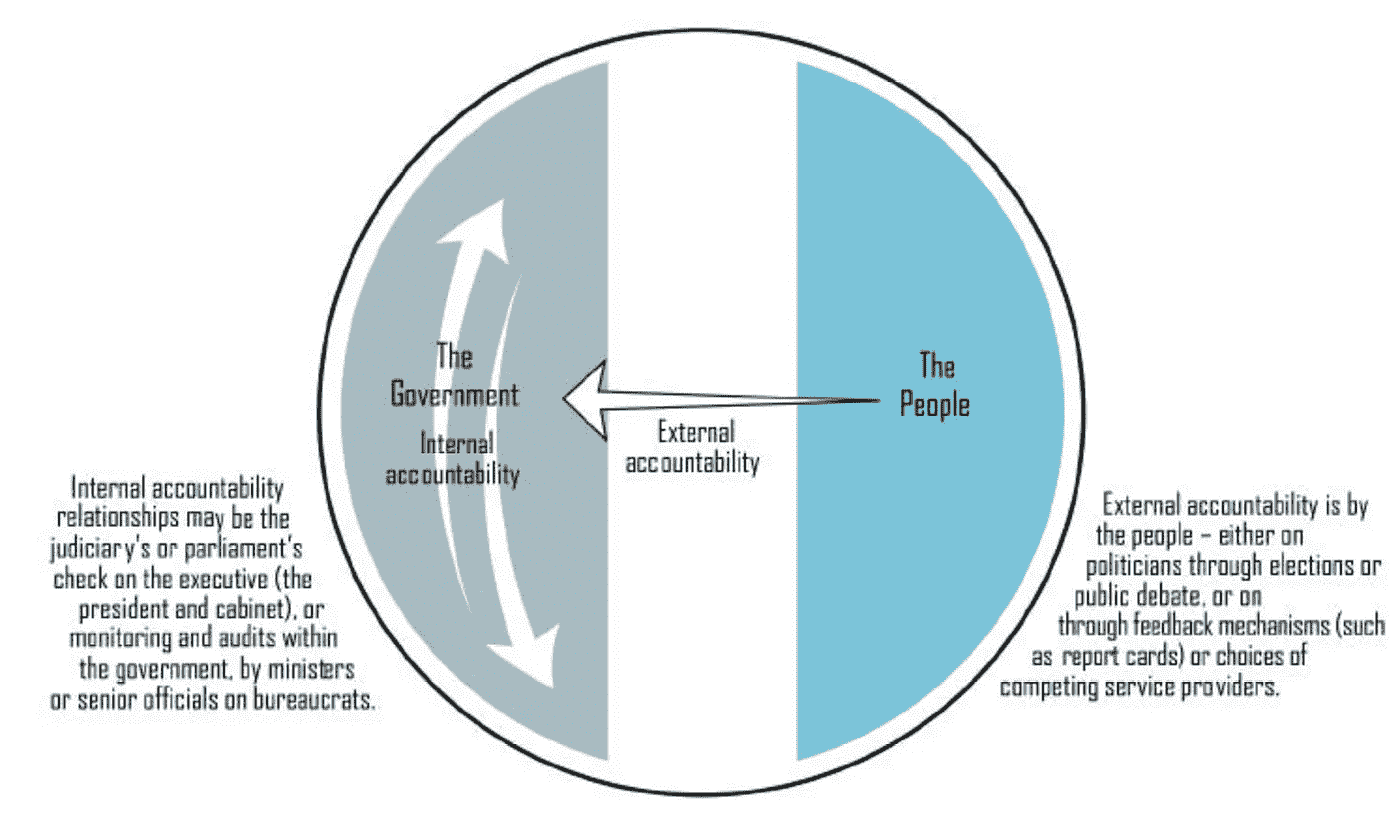 The
Government
Internal
accountability
External
accountability
The
People
Internal accountability
relationships may be the
judiciary's or parliament's
check on the executive (the
president and cabinet), or
monitoring and audits within
the government, by ministers
or senior officials on bureaucrats.
External accountability is by
the people – either on
politicians through elections or
public debate, or on
through feedback mechanisms (such
as report cards) or choices of
competing service providers.